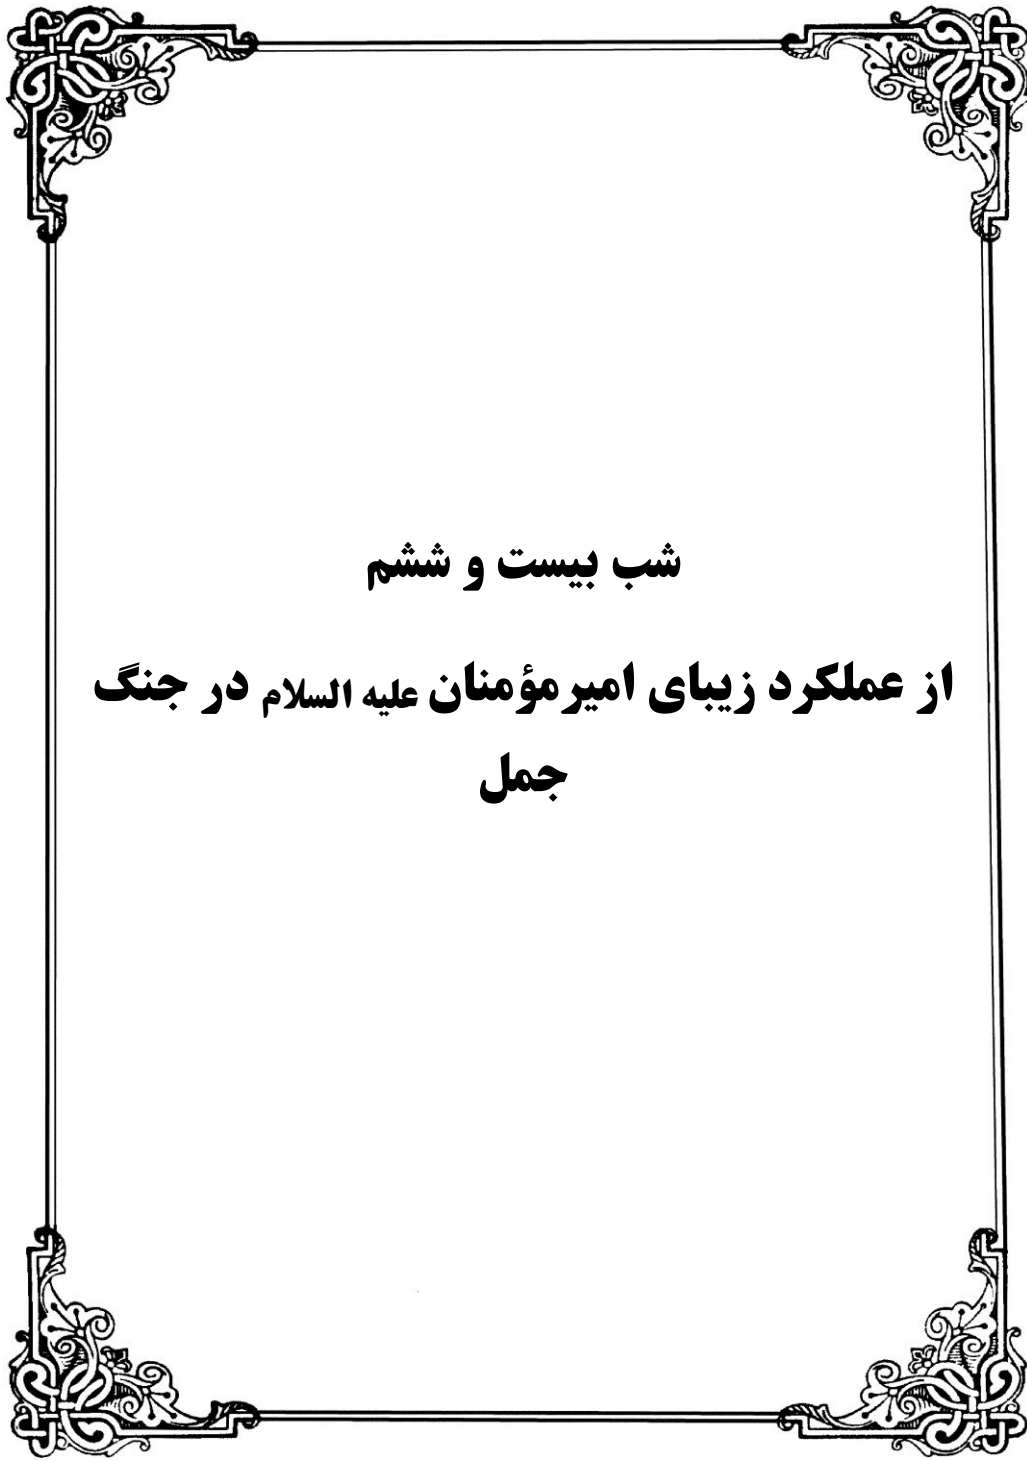 شب بیست و ششم
از عملکرد زیبای امیرمؤمنان علیه السلام در جنگ
جمل